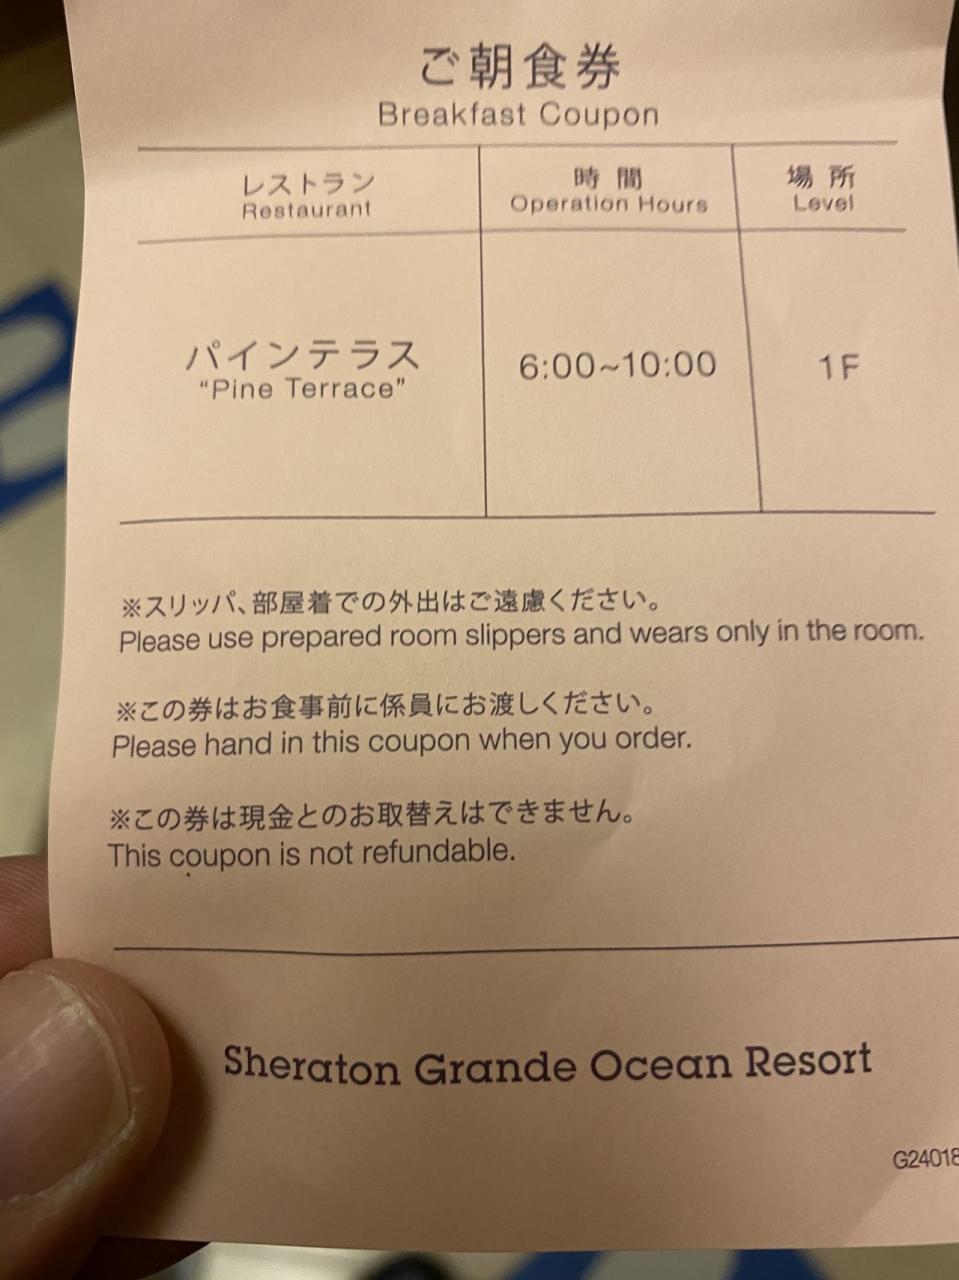 ご朝食券
Breakfast Coupon
レストラン
Restaurant
時間
Operation Hours
場所
Level
パインテラス
“Pine Terrace”
6:00~10:00
1F
※スリッパ、部屋着での外出はご遠慮ください。
Please use prepared room slippers and wears only in the room.
※この券はお食事前に係員にお渡しください。
Please hand in this coupon when you order.
※この券は現金とのお取替えはできません。
This coupon is not refundable.
Sheraton Grande Ocean Resort
G24018